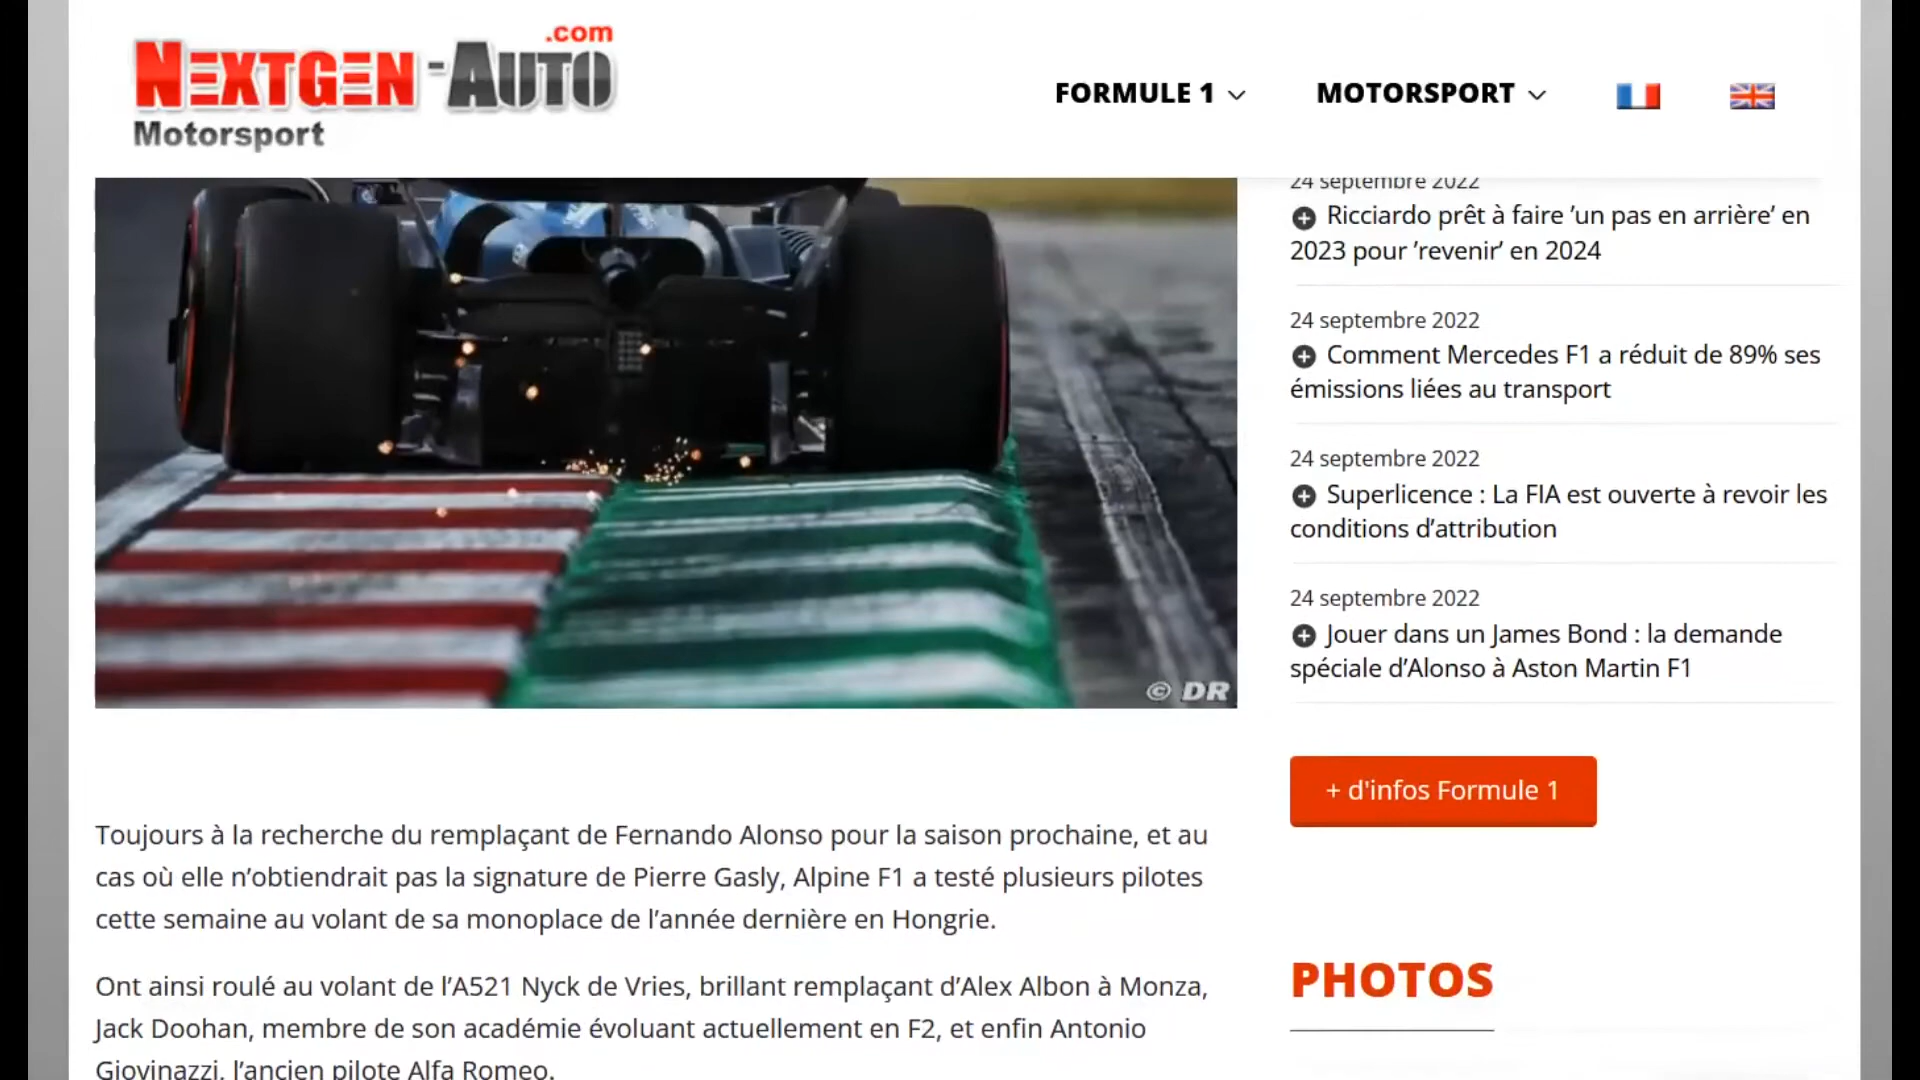 NEXTGEN-AUTO.com
Motorsport
FORMULE 1
MOTORSPORT
© DR
Toujours à la recherche du remplaçant de Fernando Alonso pour la saison prochaine, et au
cas où elle n’obtiendrait pas la signature de Pierre Gasly, Alpine F1 a testé plusieurs pilotes
cette semaine au volant de sa monoplace de l’année dernière en Hongrie.
Ont ainsi roulé au volant de l’A521 Nyck de Vries, brillant remplaçant d’Alex Albon à Monza,
Jack Doohan, membre de son académie évoluant actuellement en F2, et enfin Antonio
Giovinazzi, l’ancien pilote Alfa Romeo.
24 septembre 2022
Ricciardo prêt à faire ’un pas en arrière’ en
2023 pour ’revenir’ en 2024
24 septembre 2022
Comment Mercedes F1 a réduit de 89% ses
émissions liées au transport
24 septembre 2022
Superlicence : La FIA est ouverte à revoir les
conditions d’attribution
24 septembre 2022
Jouer dans un James Bond : la demande
spéciale d’Alonso à Aston Martin F1
+ d'infos Formule 1
PHOTOS